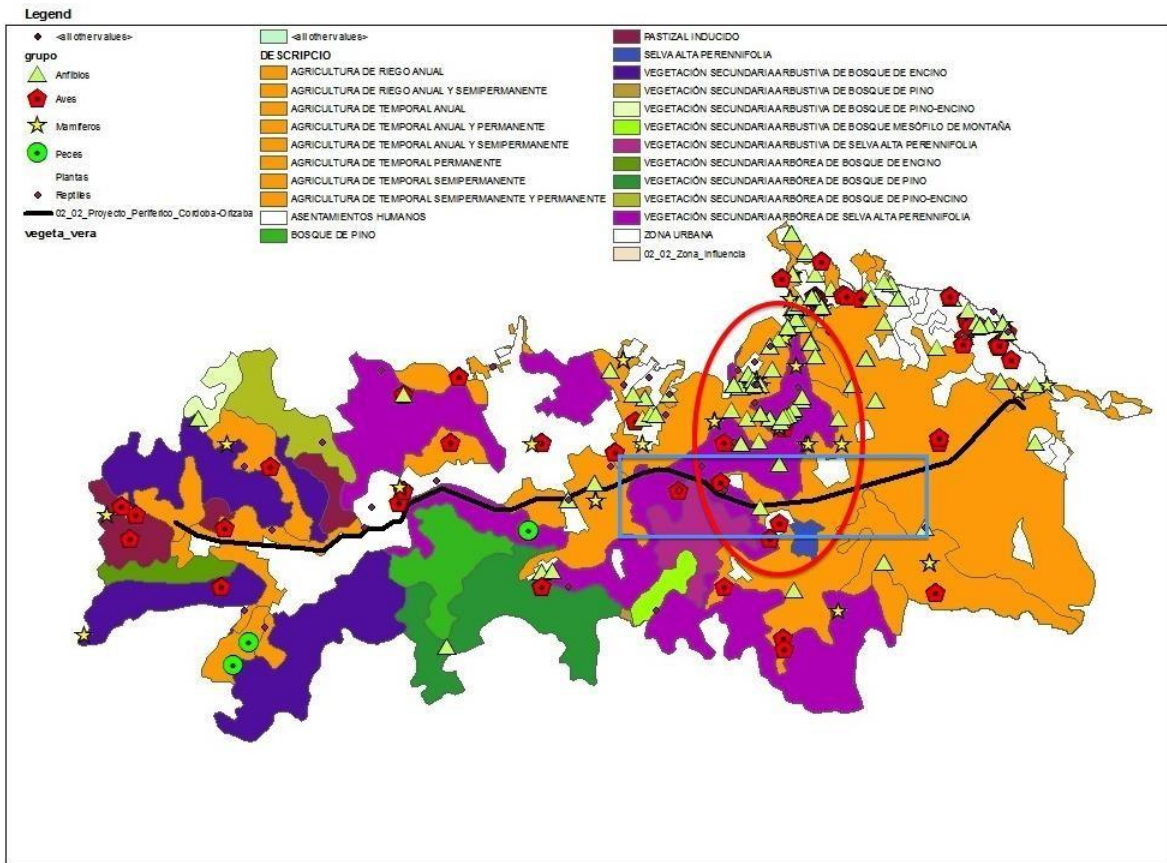 Legend
<all other values>
grupo
Anfibios
Aves
Mamíferos
Peces
Plantas
Reptiles
02_02_Proyecto_Periferico_Cordoba-Orizaba
vegeta_vera
<all other values>
DESCRIPCIO
AGRICULTURA DE RIEGO ANUAL
AGRICULTURA DE RIEGO ANUAL Y SEMIPERMANENTE
AGRICULTURA DE TEMPORAL ANUAL
AGRICULTURA DE TEMPORAL ANUAL Y PERMANENTE
AGRICULTURA DE TEMPORAL ANUAL Y SEMIPERMANENTE
AGRICULTURA DE TEMPORAL PERMANENTE
AGRICULTURA DE TEMPORAL SEMIPERMANENTE
AGRICULTURA DE TEMPORAL SEMIPERMANENTE Y PERMANENTE
ASENTAMIENTOS HUMANOS
BOSQUE DE PINO
PASTIZAL INDUCIDO
SELVA ALTA PERENNIFOLIA
VEGETACIÓN SECUNDARIA ARBUSTIVA DE BOSQUE DE ENCINO
VEGETACIÓN SECUNDARIA ARBUSTIVA DE BOSQUE DE PINO
VEGETACIÓN SECUNDARIA ARBUSTIVA DE BOSQUE DE PINO-ENCINO
VEGETACIÓN SECUNDARIA ARBUSTIVA DE BOSQUE MESÓFILO DE MONTAÑA
VEGETACIÓN SECUNDARIA ARBUSTIVA DE SELVA ALTA PERENNIFOLIA
VEGETACIÓN SECUNDARIA ARBÓREA DE BOSQUE DE ENCINO
VEGETACIÓN SECUNDARIA ARBÓREA DE BOSQUE DE PINO
VEGETACIÓN SECUNDARIA ARBÓREA DE BOSQUE DE PINO-ENCINO
VEGETACIÓN SECUNDARIA ARBÓREA DE SELVA ALTA PERENNIFOLIA
ZONA URBANA
02_02_Zona_Influencia